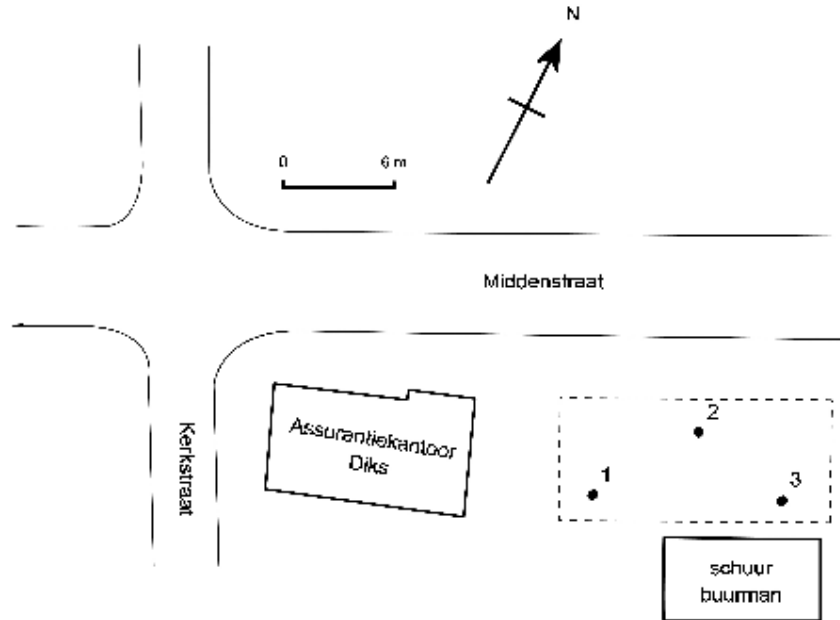 N
0 6 m
Middenstraat
Kerkstraat
Assurantiekantoor
Diks
2
1
3
schuur
buurman